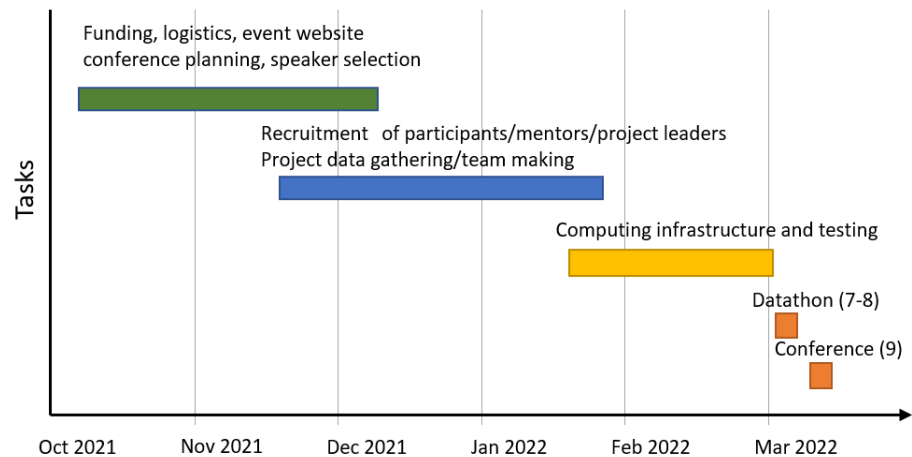 Funding, logistics, event website
conference planning, speaker selection
Recruitment of participants/mentors/project leaders
Project data gathering/team making
Computing infrastructure and testing
Datathon (7-8)
Conference (9)
Tasks
Oct 2021
Nov 2021
Dec 2021
Jan 2022
Feb 2022
Mar 2022